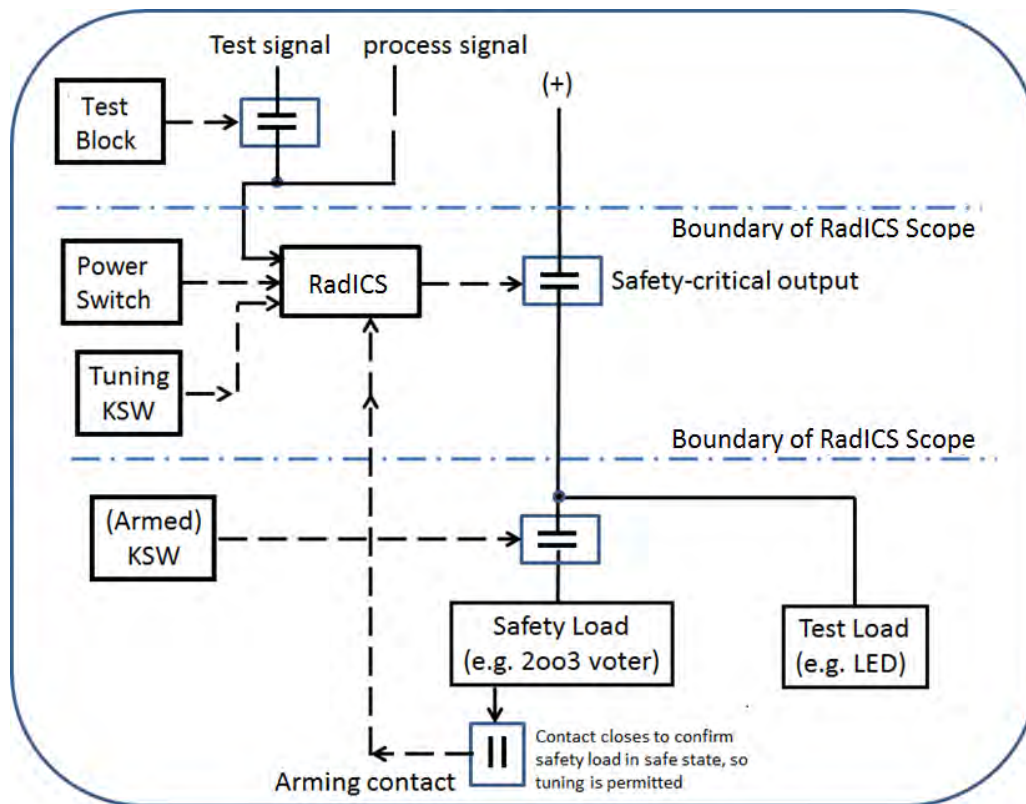 Test signal
process signal
(+)
Test
Block
Boundary of RadICS Scope
Power
Switch
RadICS
Safety-critical output
Tuning
KSW
Boundary of RadICS Scope
(Armed)
KSW
Safety Load
(e.g. 2oo3 voter)
Test Load
(e.g. LED)
Arming contact
Contact closes to confirm
safety load in safe state, so
tuning is permitted